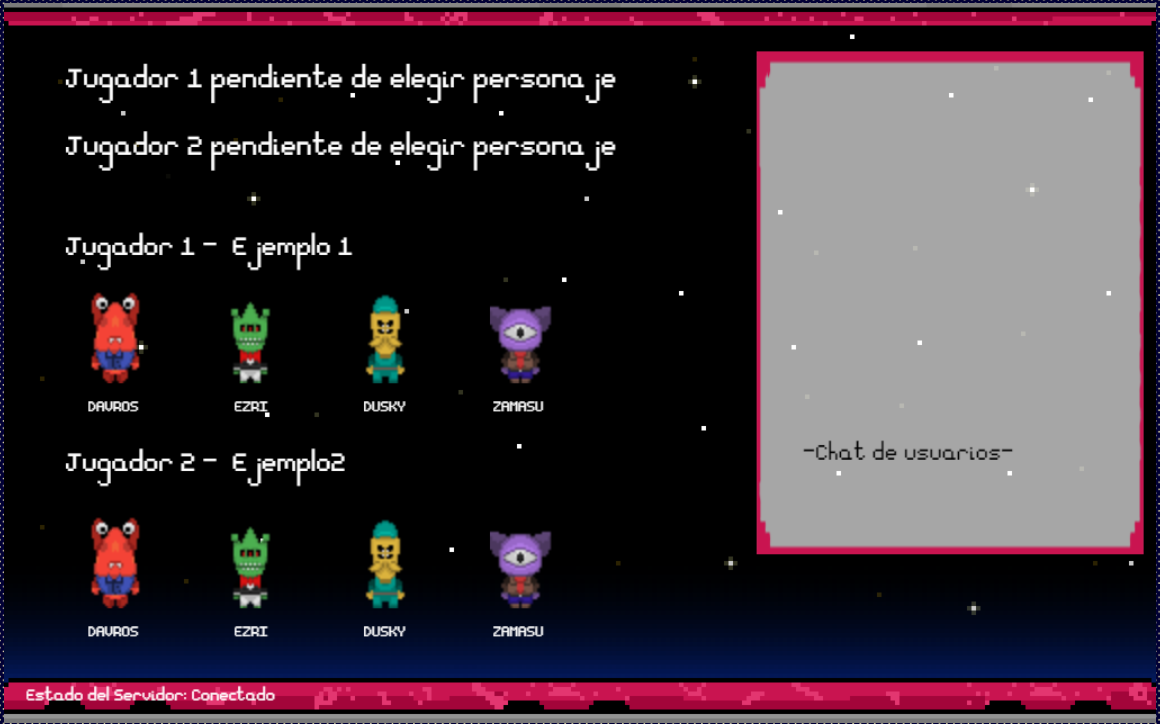 Jugador 1 pendiente de elegir personaje
Jugador 2 pendiente de elegir personaje
Jugador 1 - Ejemplo 1
DAVROS
EZRI
DUSKY
ZAMASU
Jugador 2 - Ejemplo2
DAVROS
EZRI
DUSKY
ZAMASU
-Chat de usuarios-
Estado del Servidor: Conectado